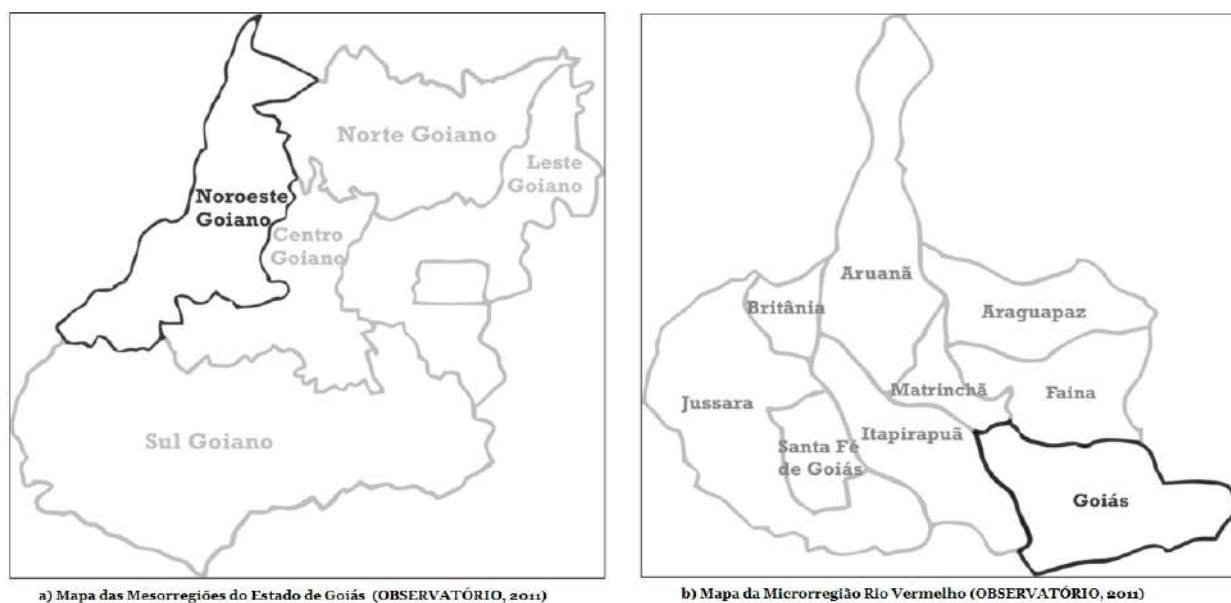 Norte Goiano
Leste
Goiano
Noroeste
Goiano
Centro
Goiano
Sul Goiano
a) Mapa das Mesorregiões do Estado de Goiás (OBSERVATÓRIO, 2011)
Aruanã
Britânia
Araguapaz
Matrinchã
Faina
Jussara
Itapirapuã
Santa Fé
de Goiás
Goiás
b) Mapa da Microrregião Rio Vermelho (OBSERVATÓRIO, 2011)